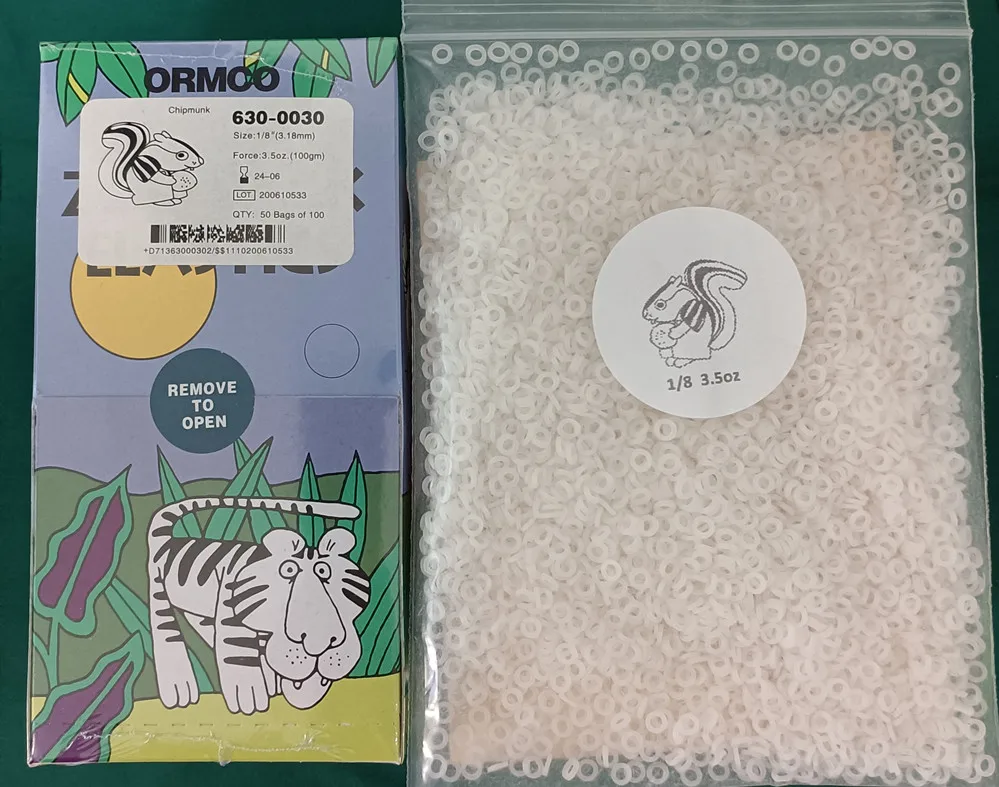 ORMCO
Chipmunk
630-0030
Size:1/8"(3.18mm)
Force:3.5oz.(100gm)
24-06
LOT 200610533
QTY: 50 Bags of 100
+D71363000302/$$1110200610533
REMOVE
TO
OPEN
1/8 3.5oz